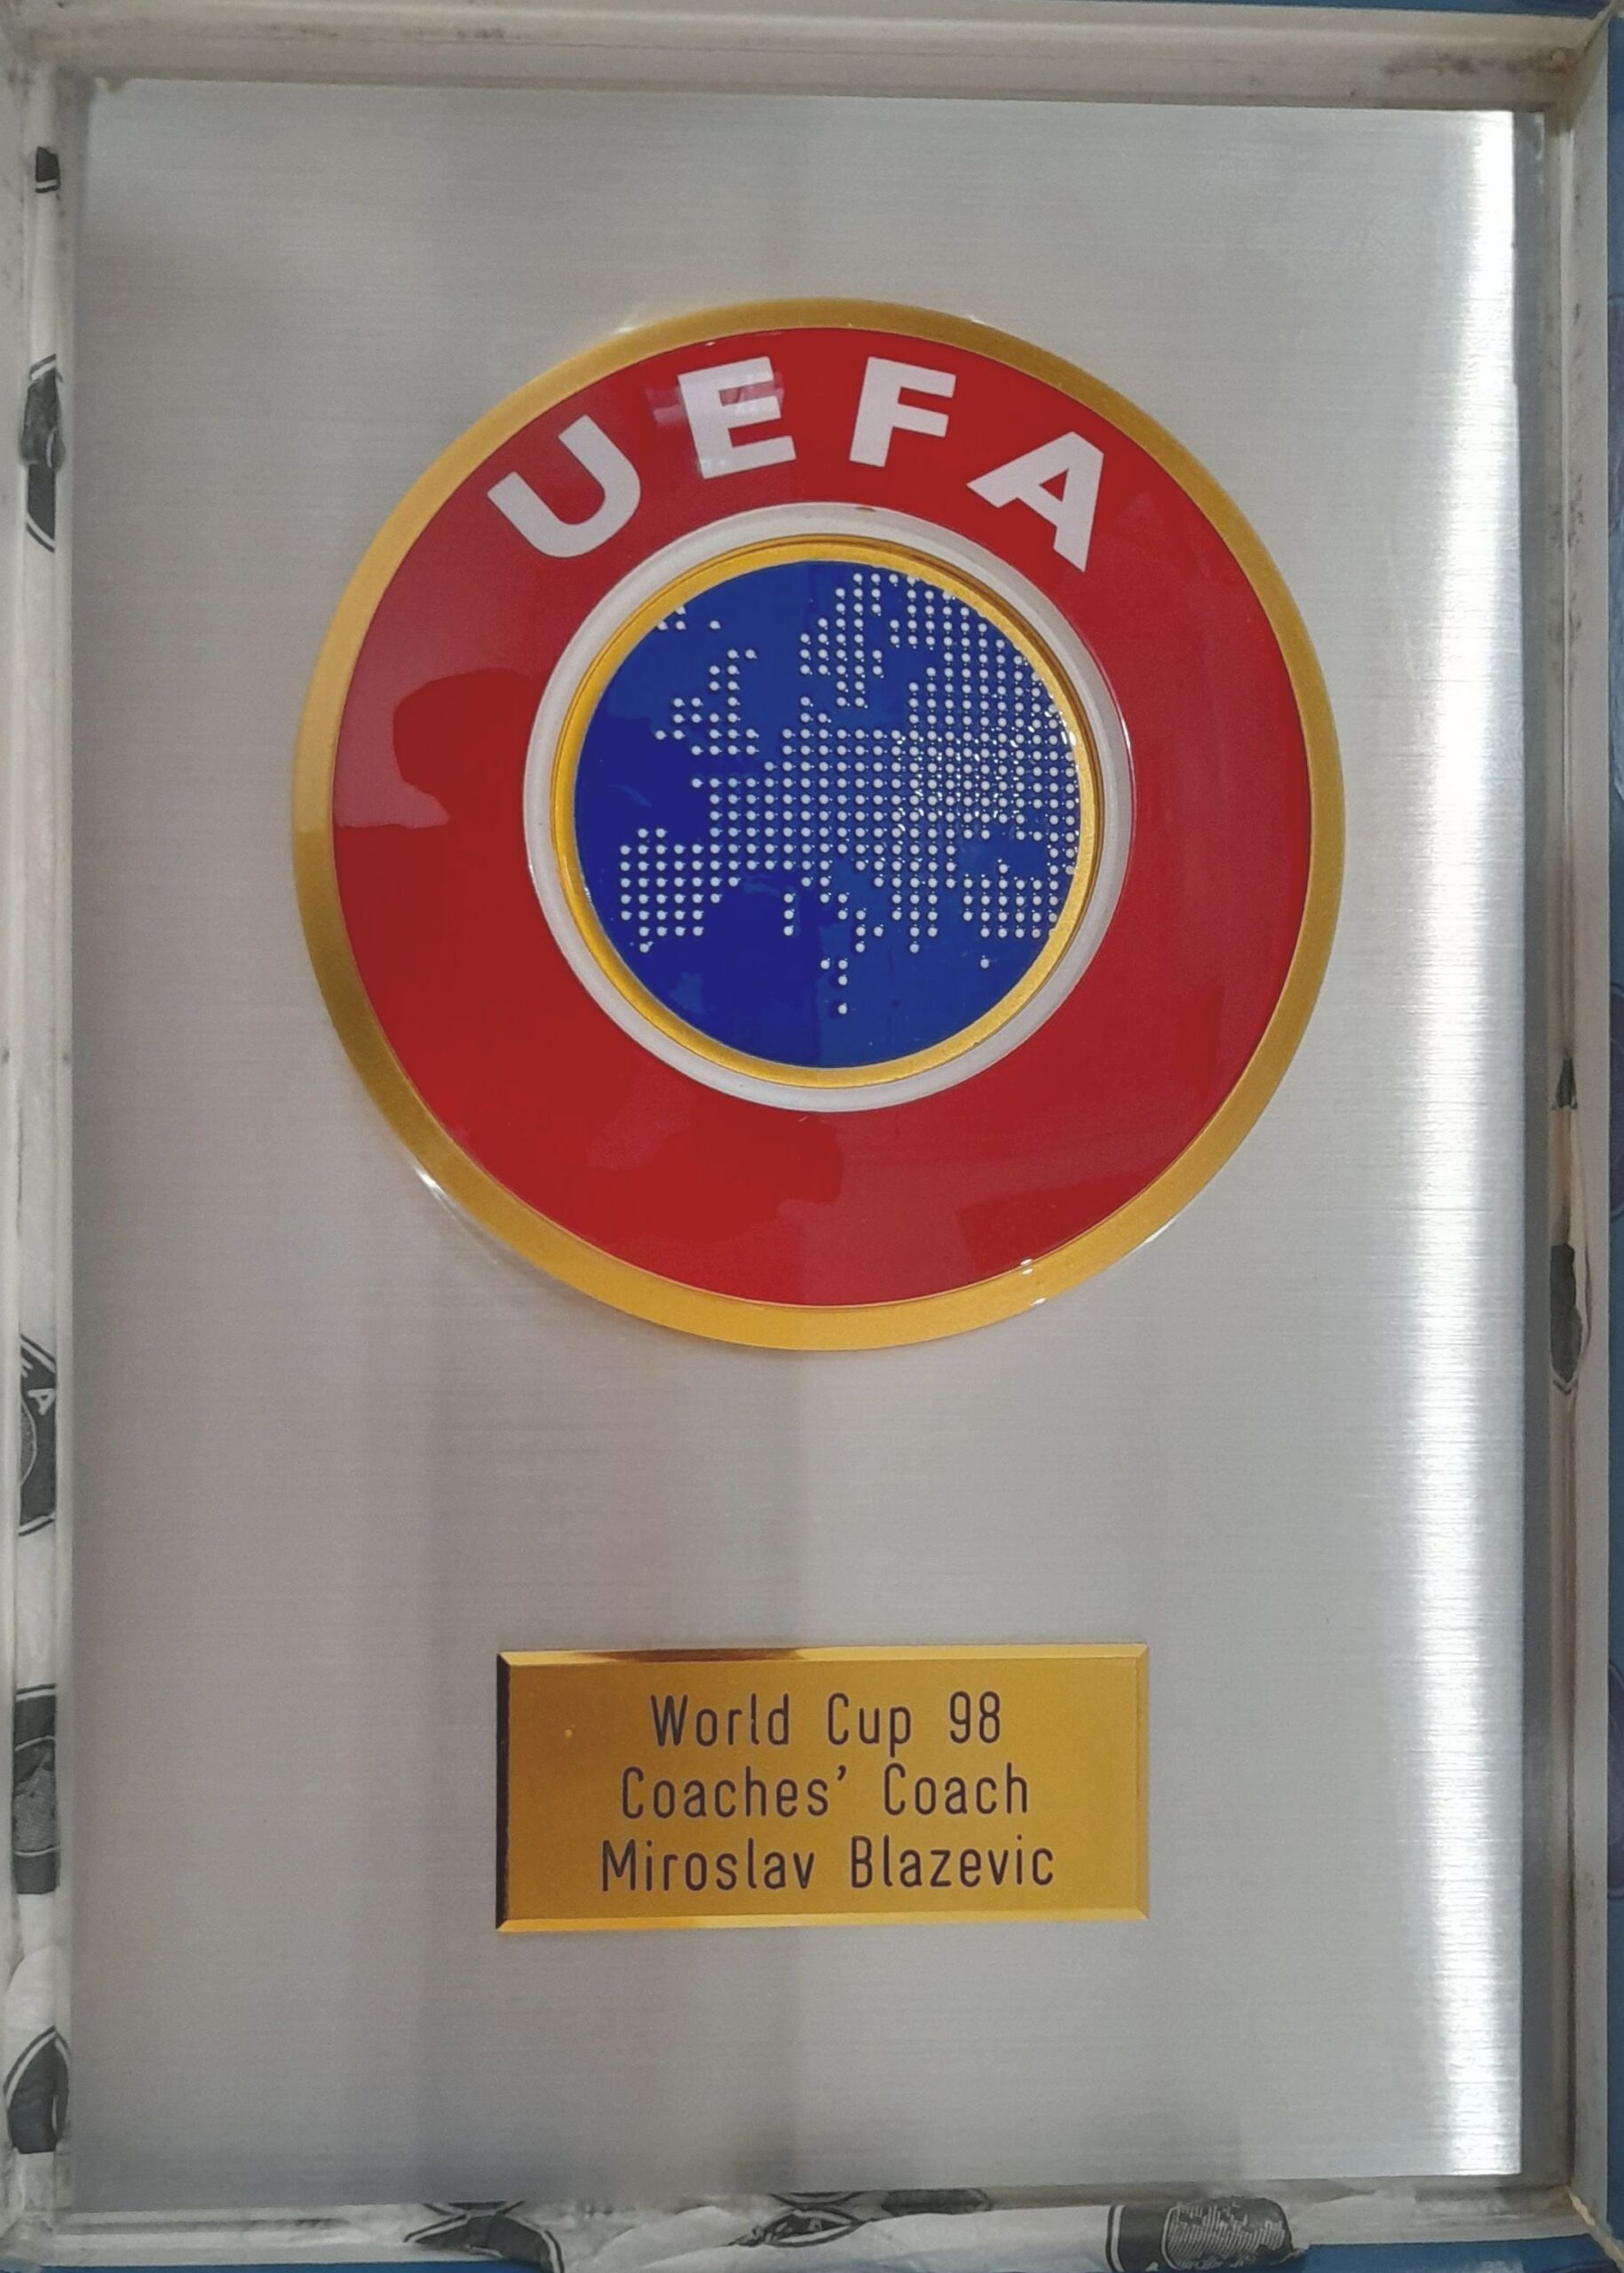 UEFA
World Cup 98
Coaches' Coach
Miroslav Blazevic